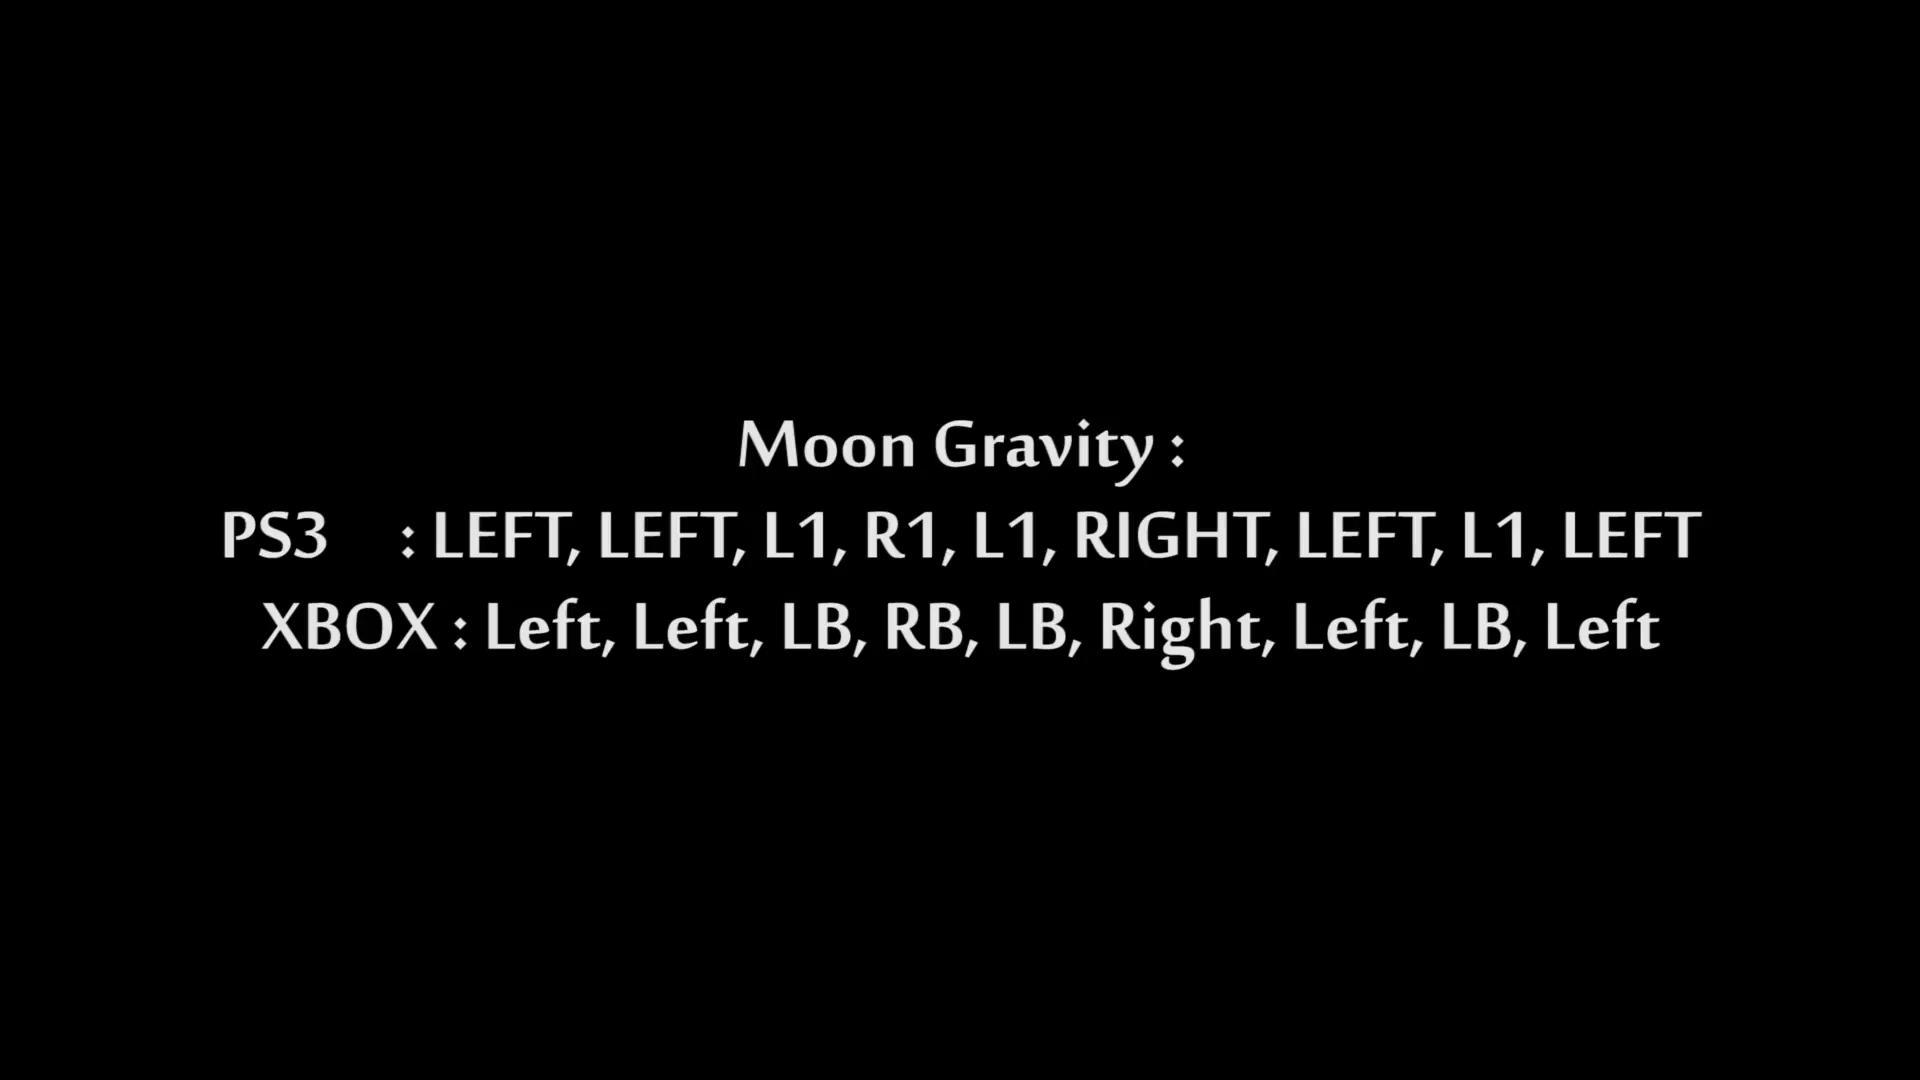 Moon Gravity :
PS3    : LEFT, LEFT, L1, R1, L1, RIGHT, LEFT, L1, LEFT
XBOX : Left, Left, LB, RB, LB, Right, Left, LB, Left